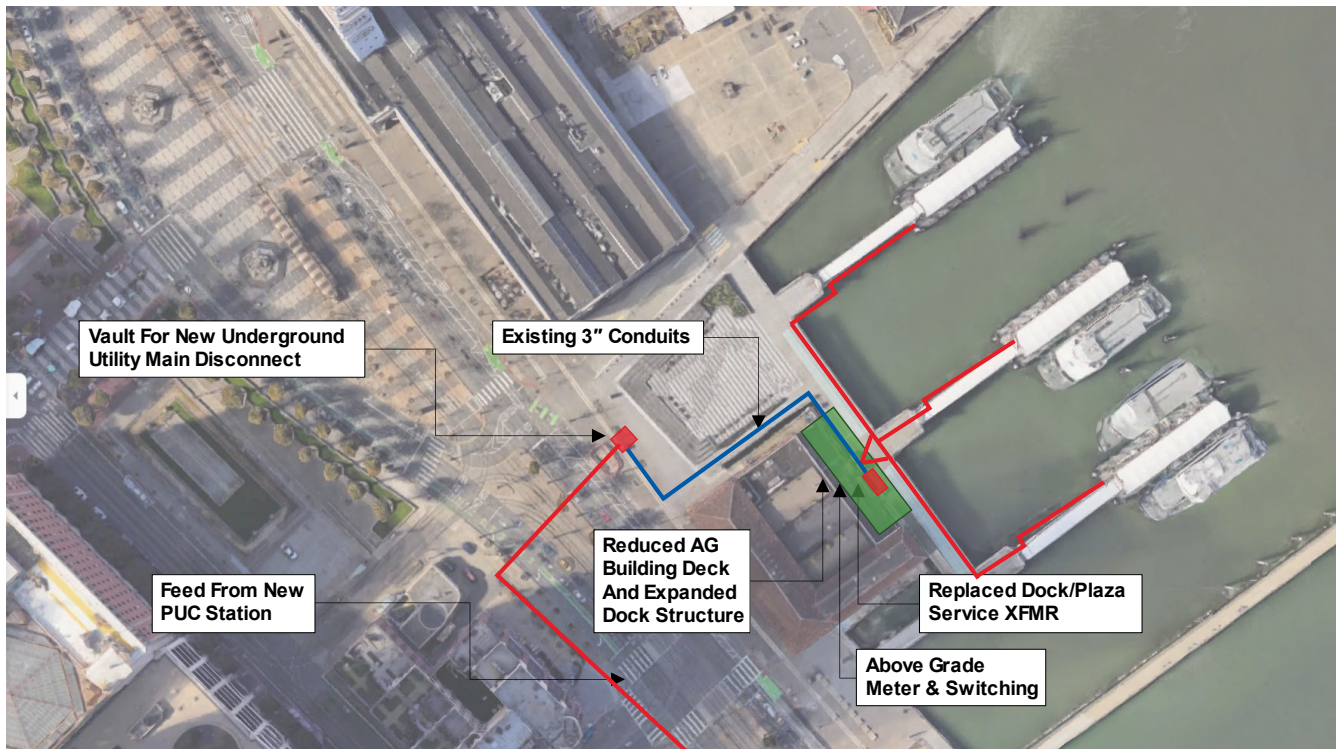 Vault For New Underground
Utility Main Disconnect
Existing 3″ Conduits
Feed From New
PUC Station
Reduced AG
Building Deck
And Expanded
Dock Structure
Replaced Dock/Plaza
Service XFMR
Above Grade
Meter & Switching